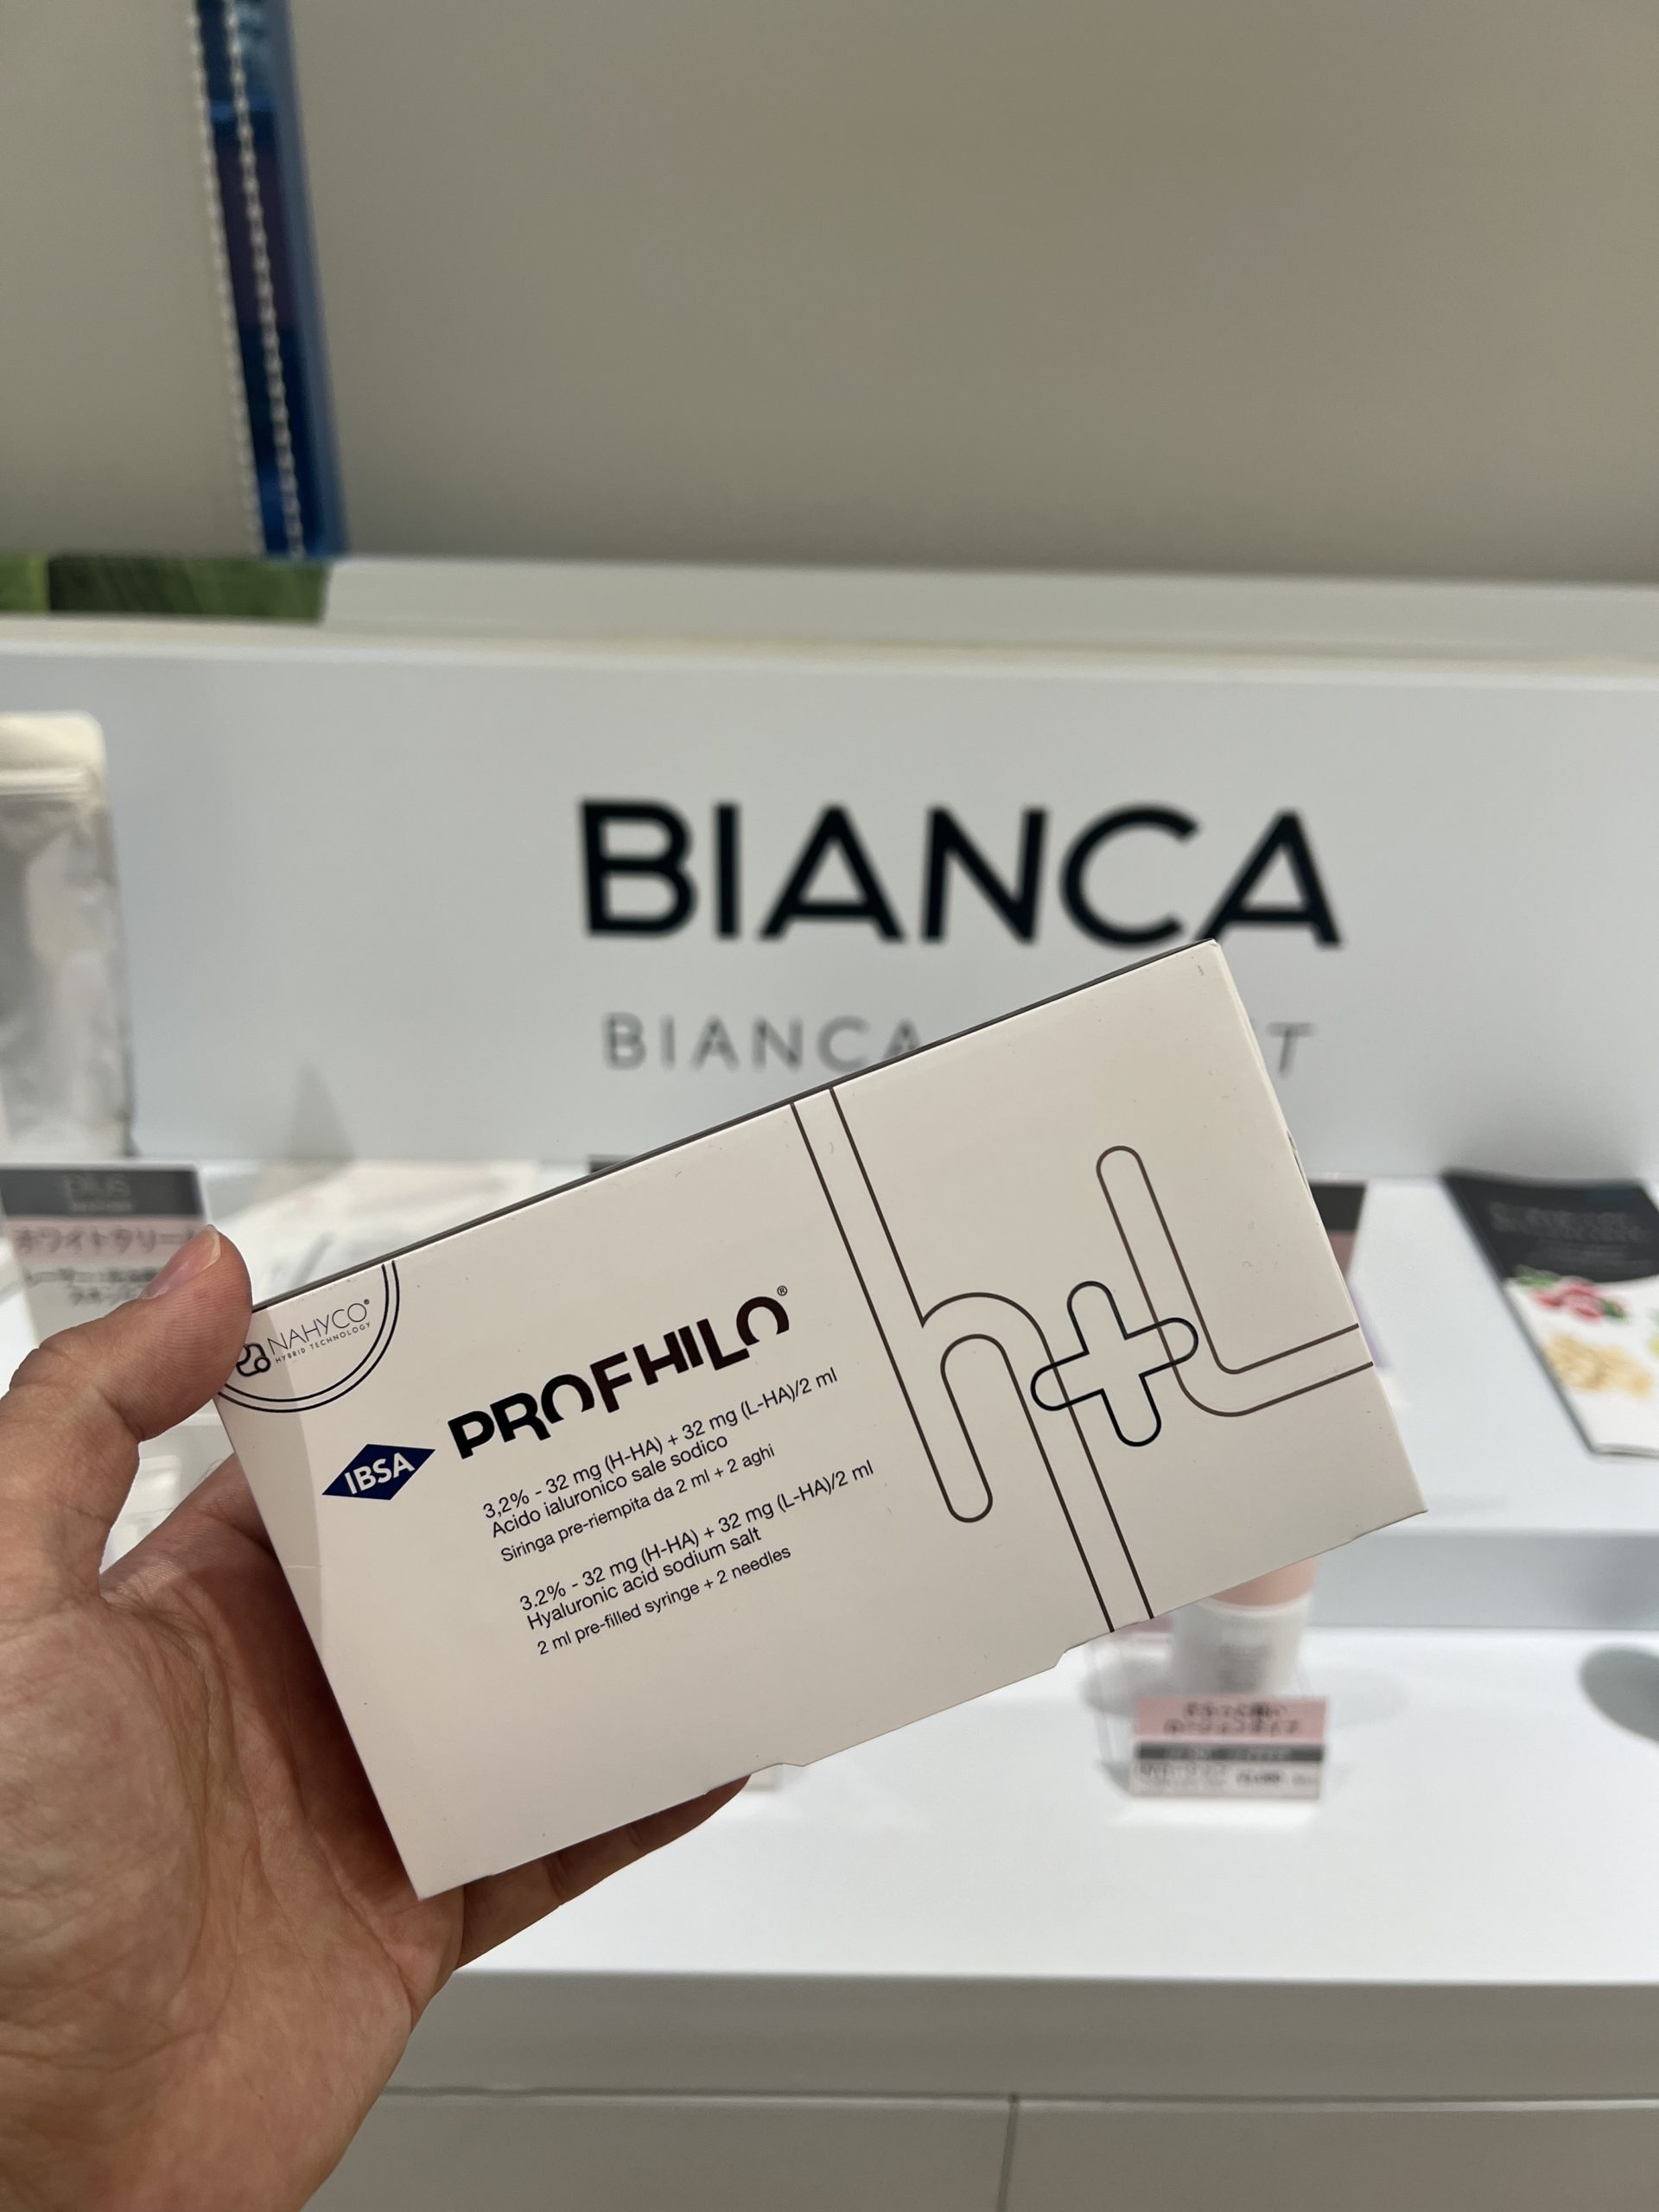 BIANCA
BIANCA
T
plus
ホワイトラリー
NAHYCO®
HYBRID TECHNOLOGY
IBSA
PROFHILO®
3,2% - 32 mg (H-HA) + 32 mg (L-HA)/2 ml
Acido ialuronico sale sodico
Siringa pre-riempita da 2 ml + 2 aghi
3.2% - 32 mg (H-HA) + 32 mg (L-HA)/2 ml
Hyaluronic acid sodium salt
2 ml pre-filled syringe + 2 needles
h+L